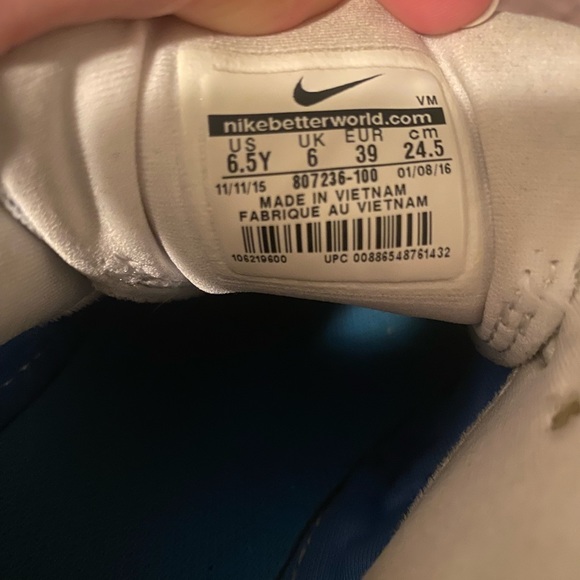 VM
nikebetterworld.com
US UK EUR cm
6.5Y 6 39 24.5
11/11/15 807236-100 01/08/16
MADE IN VIETNAM
FABRIQUE AU VIETNAM
106219600 UPC 00886548761432